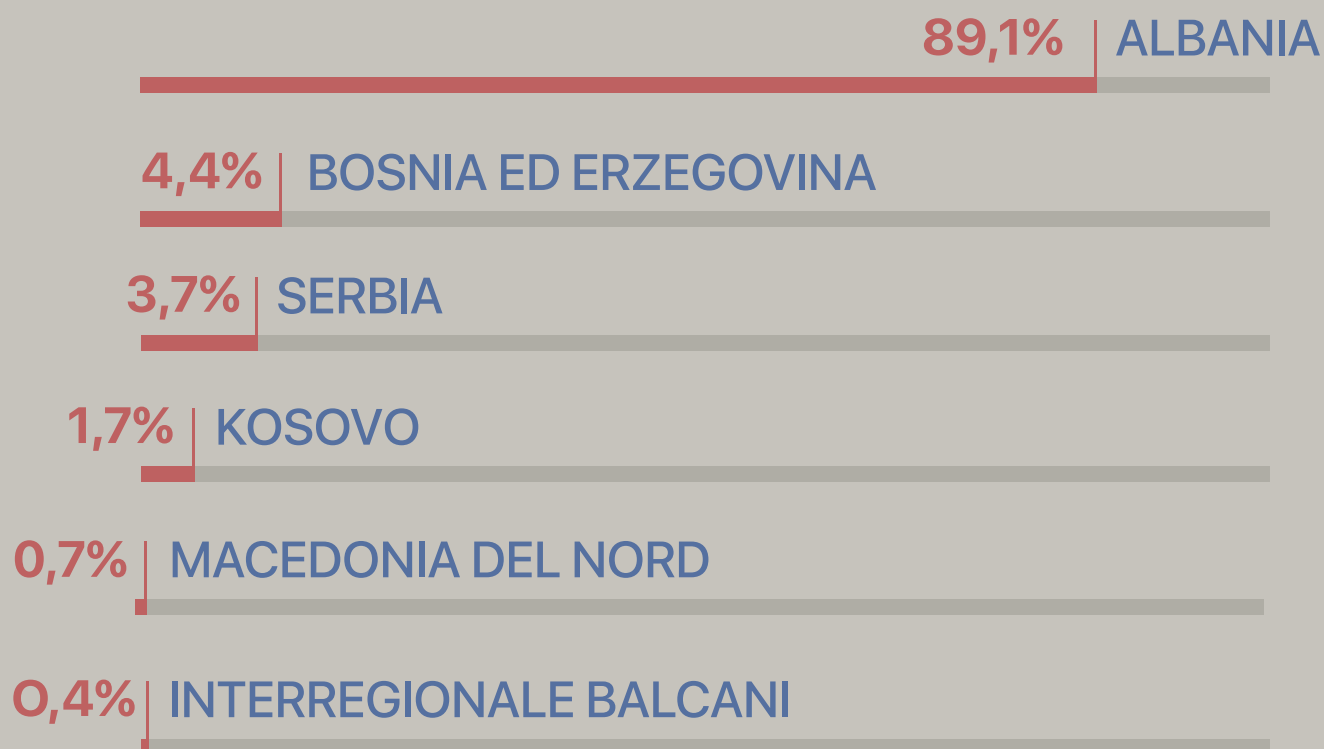 89,1% ALBANIA
4,4% BOSNIA ED ERZEGOVINA
3,7% SERBIA
1,7% KOSOVO
0,7% MACEDONIA DEL NORD
O,4% INTERREGIONALE BALCANI